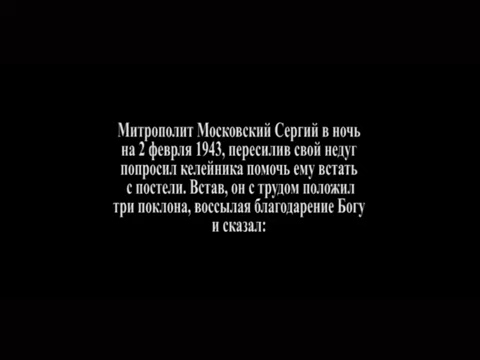 Митрополит Московский Сергий в ночь
на 2 феврля 1943, пересилив свой недуг
попросил келейника помочь ему встать
с постели. Встав, он с трудом положил
три поклона, воссылая благодарение Богу
и сказал: